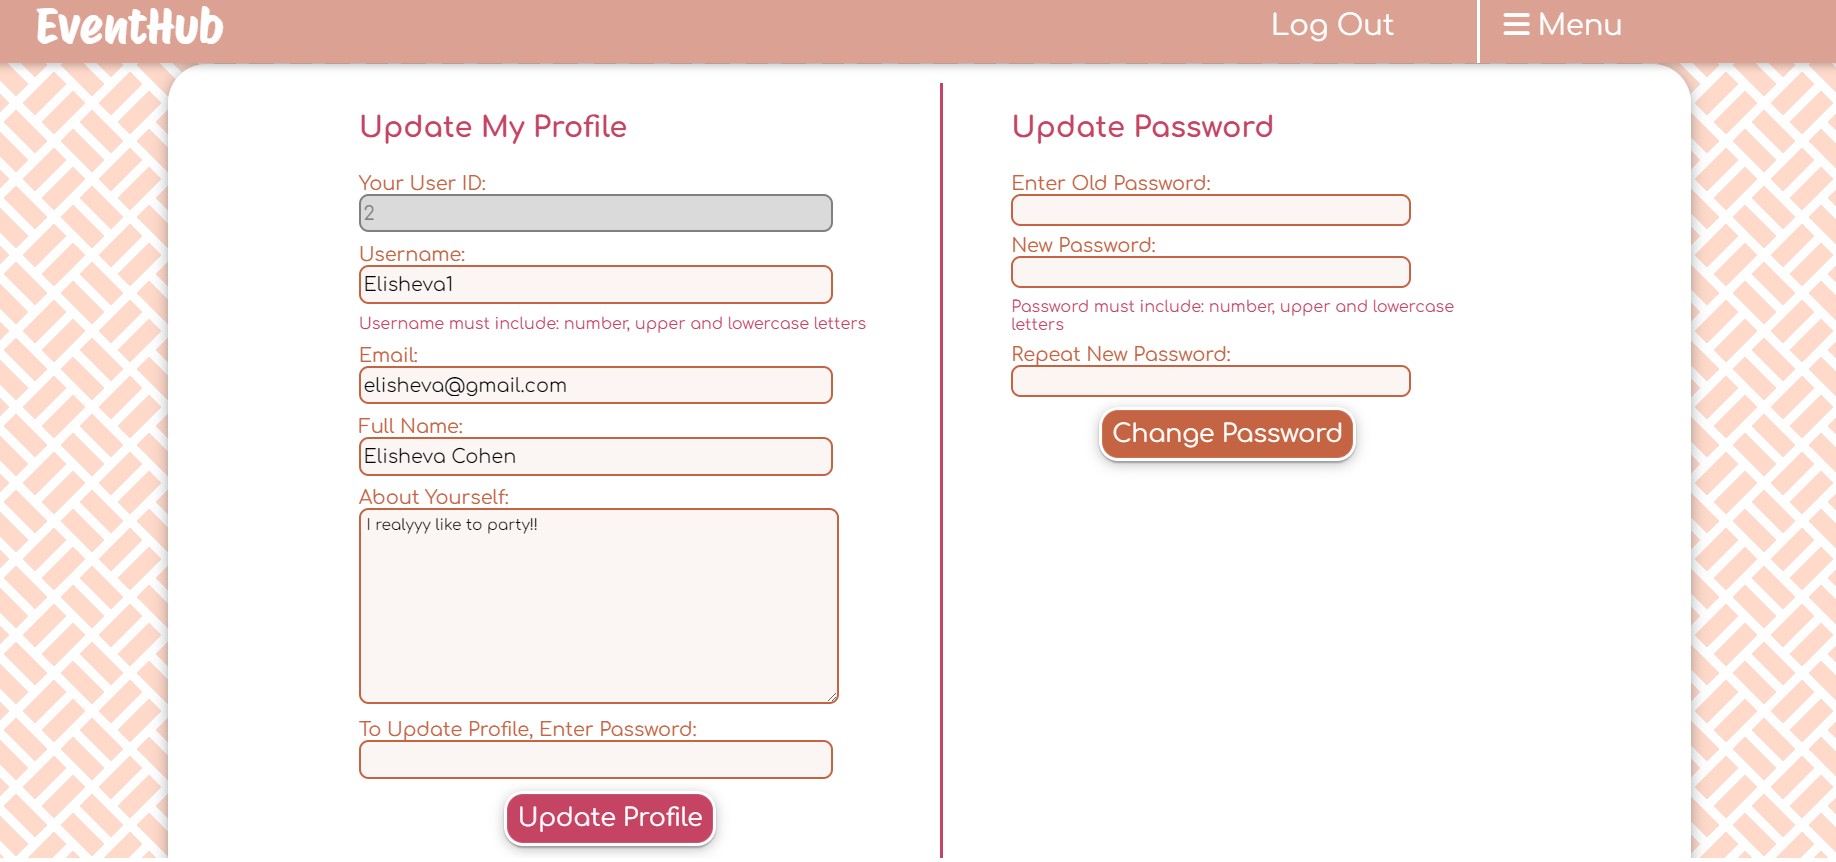 EventHub
Log Out
Menu
Update My Profile
Your User ID:
2
Username:
Elisheva1
Username must include: number, upper and lowercase letters
Email:
elisheva@gmail.com
Full Name:
Elisheva Cohen
About Yourself:
I realyyy like to party!!
To Update Profile, Enter Password:
Update Profile
Update Password
Enter Old Password:
New Password:
Password must include: number, upper and lowercase
letters
Repeat New Password:
Change Password